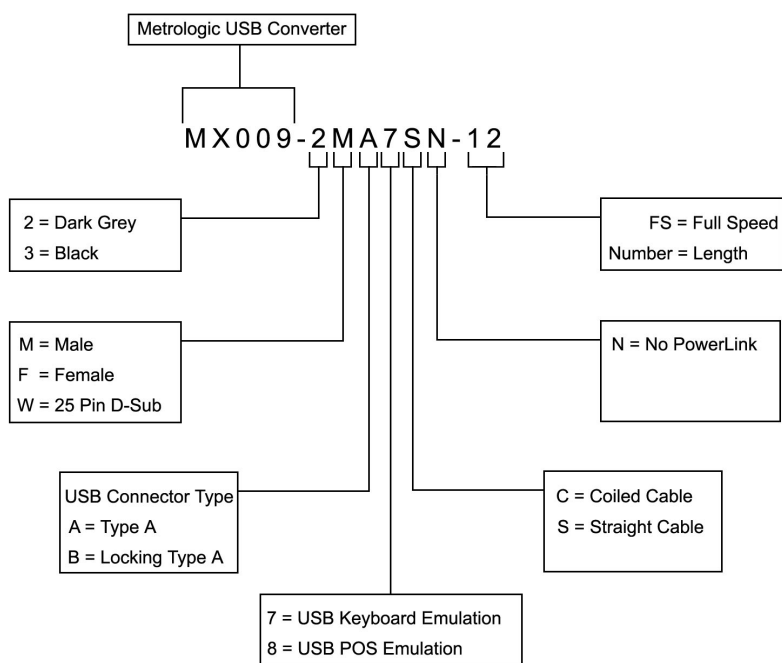 Metrologic USB Converter
MX009-2MA7SN-12
2 = Dark Grey
3 = Black
FS = Full Speed
Number = Length
M = Male
F = Female
W = 25 Pin D-Sub
N = No PowerLink
USB Connector Type
A = Type A
B = Locking Type A
C = Coiled Cable
S = Straight Cable
7 = USB Keyboard Emulation
8 = USB POS Emulation